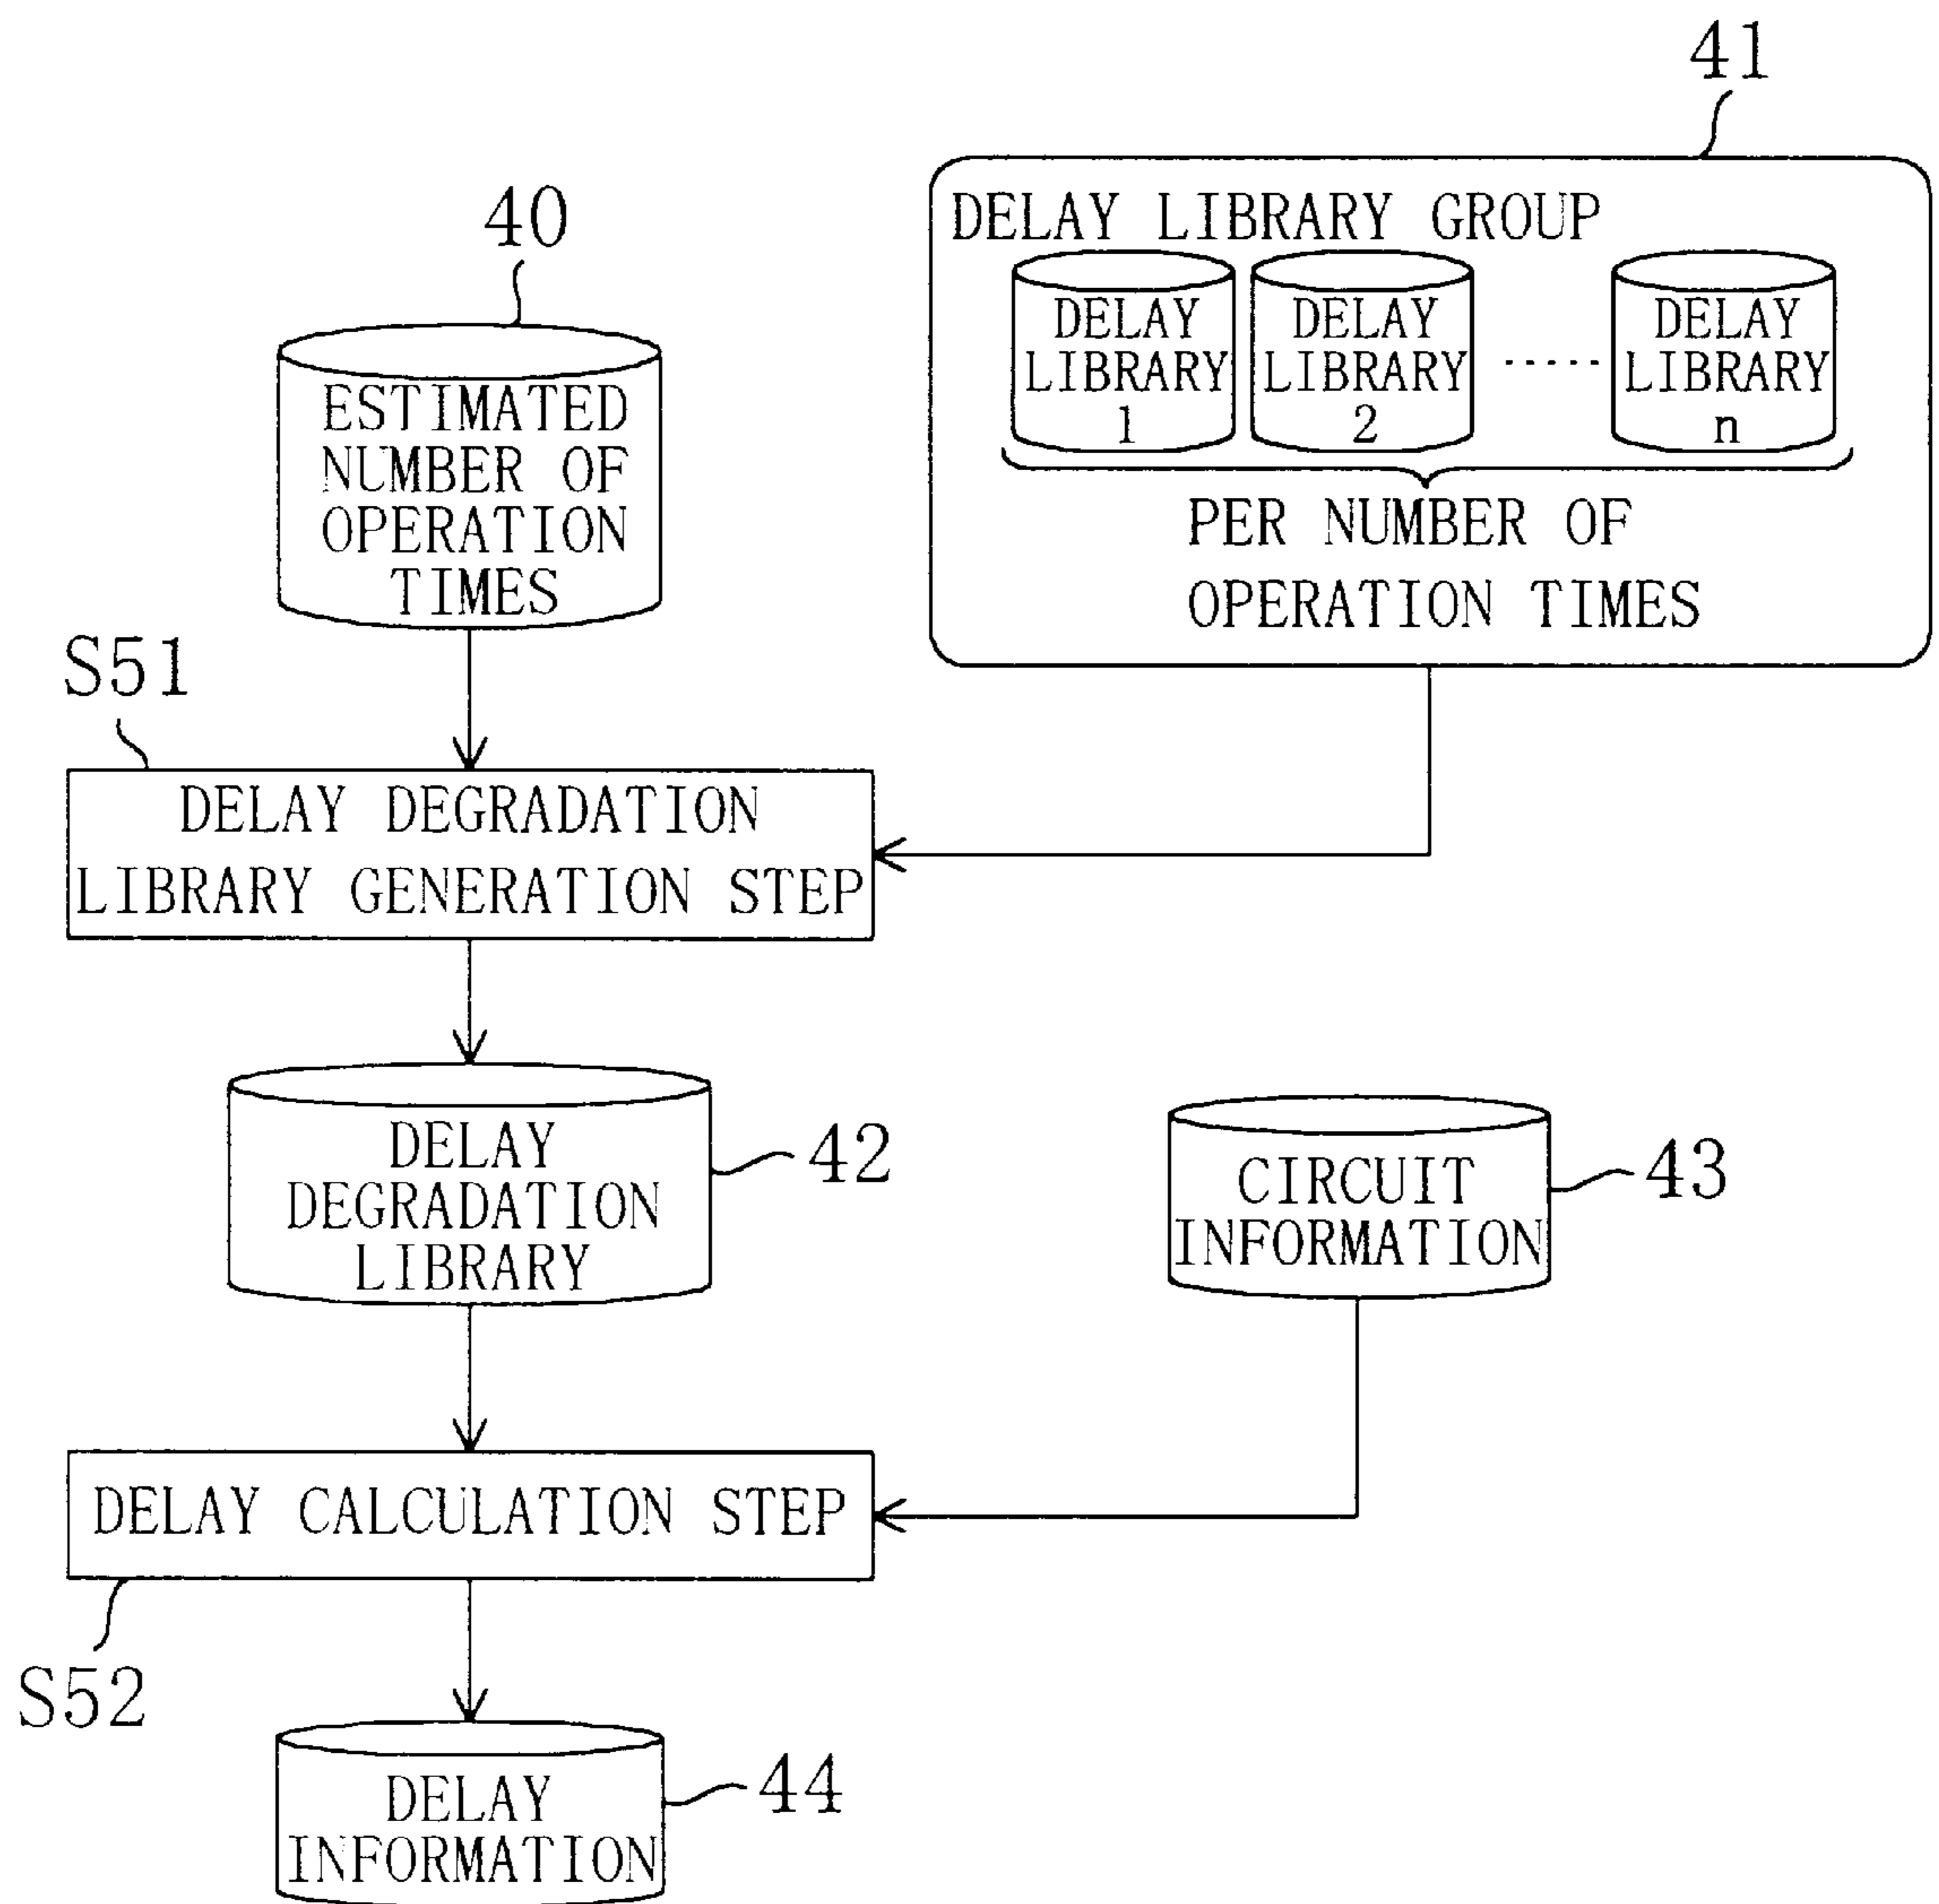 41
DELAY LIBRARY GROUP
DELAY
LIBRARY
1
DELAY
LIBRARY
2
.....
DELAY
LIBRARY
n
PER NUMBER OF
OPERATION TIMES
40
ESTIMATED
NUMBER OF
OPERATION
TIMES
S51
DELAY DEGRADATION
LIBRARY GENERATION STEP
DELAY
DEGRADATION
LIBRARY
42
CIRCUIT
INFORMATION
43
DELAY CALCULATION STEP
S52
DELAY
INFORMATION
44